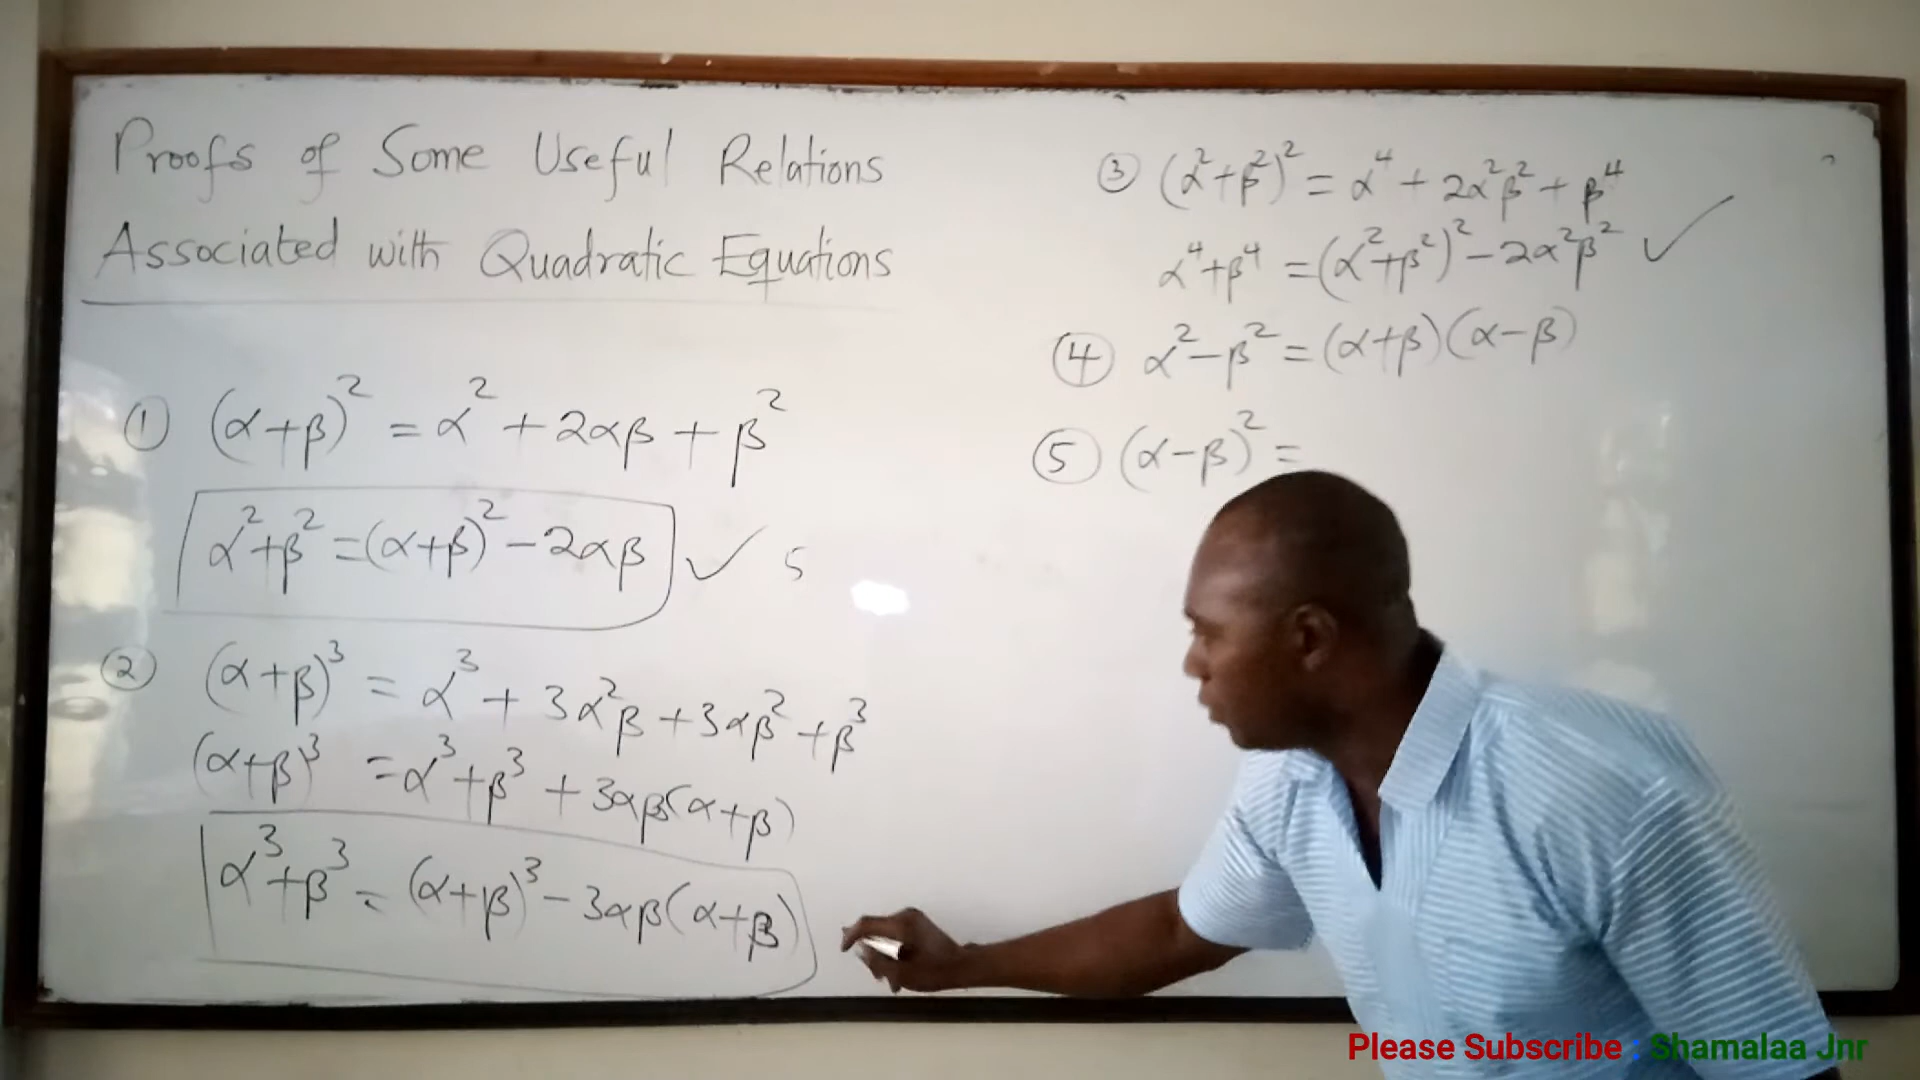 Proofs of Some Useful Relations
Associated with Quadratic Equations
① (α+β)² = α² + 2αβ + β²
α²+β² = (α+β)² - 2αβ ✓ 5
② (α+β)³ = α³ + 3α²β + 3αβ² + β³
(α+β)³ = α³+β³ + 3αβ(α+β)
α³+β³ = (α+β)³ - 3αβ(α+β)
③ (α²+β²)² = α⁴ + 2α²β² + β⁴
α⁴+β⁴ = (α²+β²)² - 2α²β² ✓
④ α²-β² = (α+β)(α-β)
⑤ (α-β)² =
Please Subscribe : Shamalaa Jnr